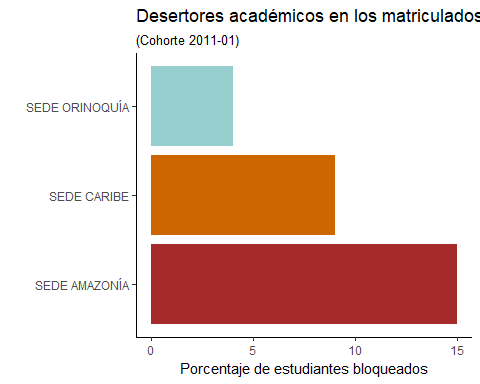 Desertores académicos en los matriculados
(Cohorte 2011-01)
SEDE ORINOQUÍA
SEDE CARIBE
SEDE AMAZONÍA
0 5 10 15
Porcentaje de estudiantes bloqueados